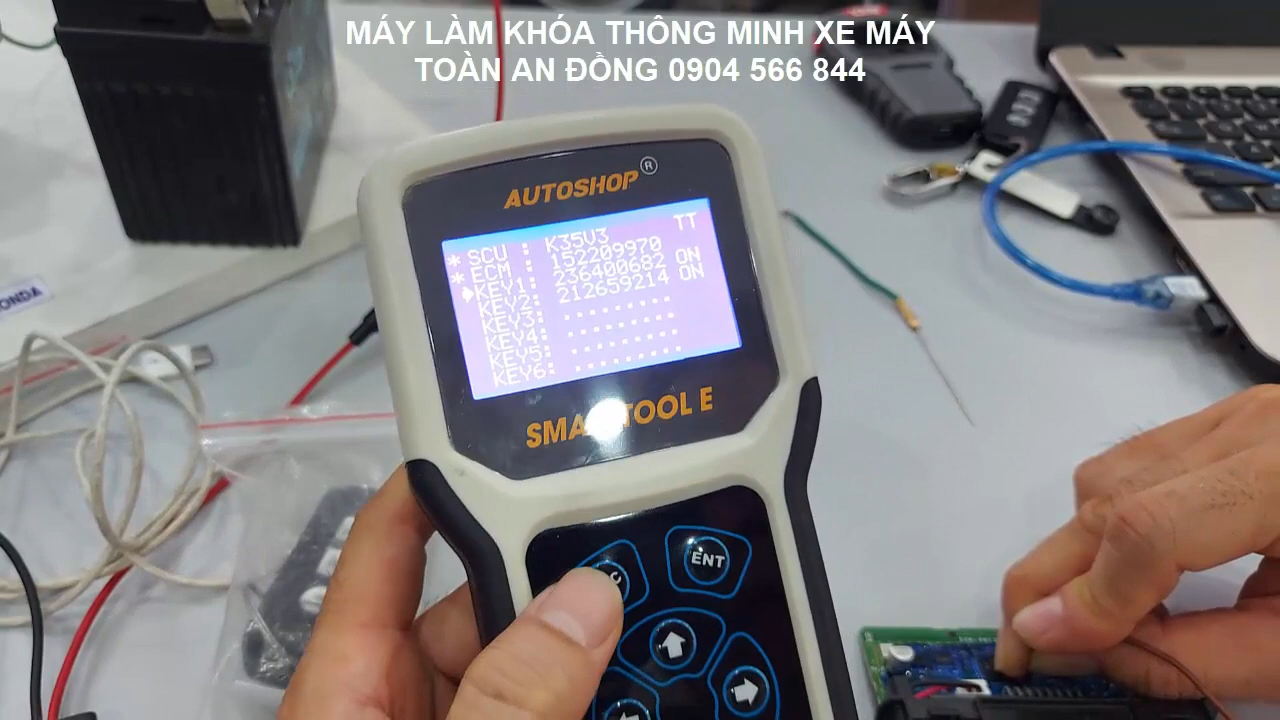 MÁY LÀM KHÓA THÔNG MINH XE MÁY
TOÀN AN ĐỒNG 0904 566 844
AUTOSHOP ®
* SCU : K35V3 TT
* ECM : 152209970
KEY1: 236400682 ON
KEY2: 212659214 ON
KEY3: .........
KEY4: .........
KEY5: .........
KEY6: .........
TOOL E
ENT
ONDA